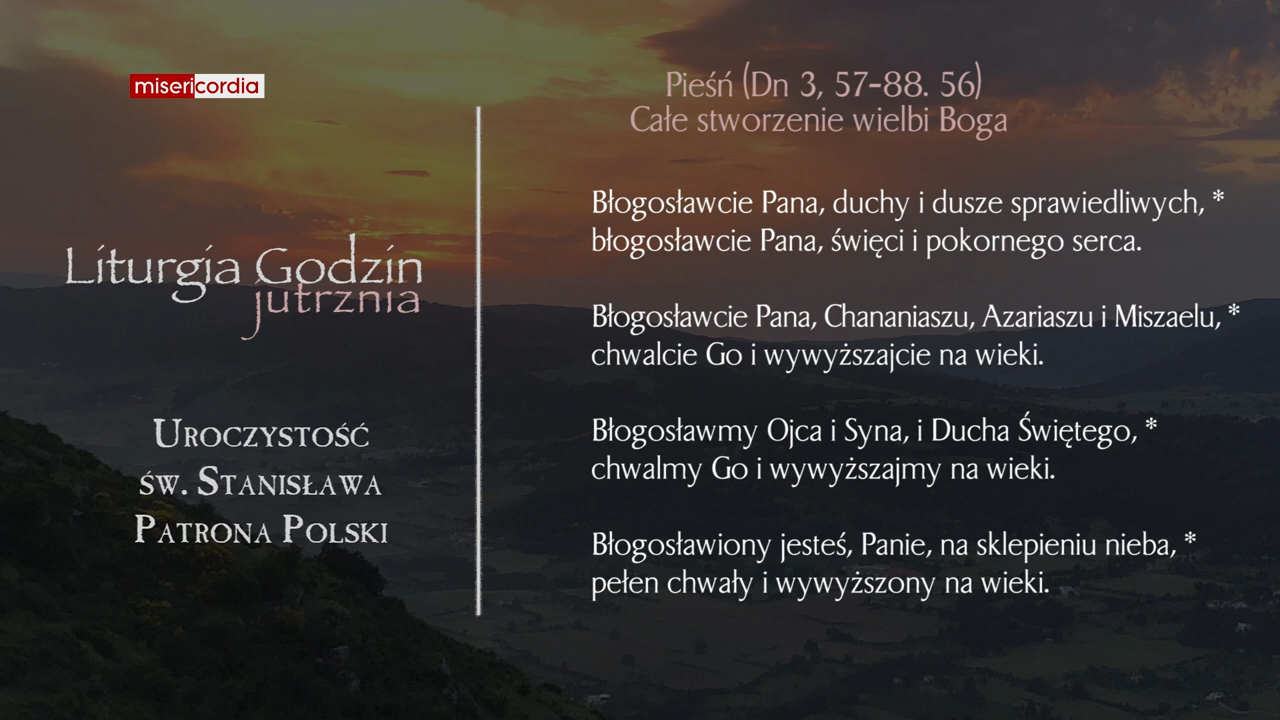 misericordia
Liturgia Godzin
jutrznia
Uroczystość
św. Stanisława
Patrona Polski
Pieśń (Dn 3, 57-88. 56)
Całe stworzenie wielbi Boga
Błogosławcie Pana, duchy i dusze sprawiedliwych, *
błogosławcie Pana, święci i pokornego serca.
Błogosławcie Pana, Chananiaszu, Azariaszu i Miszaelu, *
chwalcie Go i wywyższajcie na wieki.
Błogosławmy Ojca i Syna, i Ducha Świętego, *
chwalmy Go i wywyższajmy na wieki.
Błogosławiony jesteś, Panie, na sklepieniu nieba, *
pełen chwały i wywyższony na wieki.